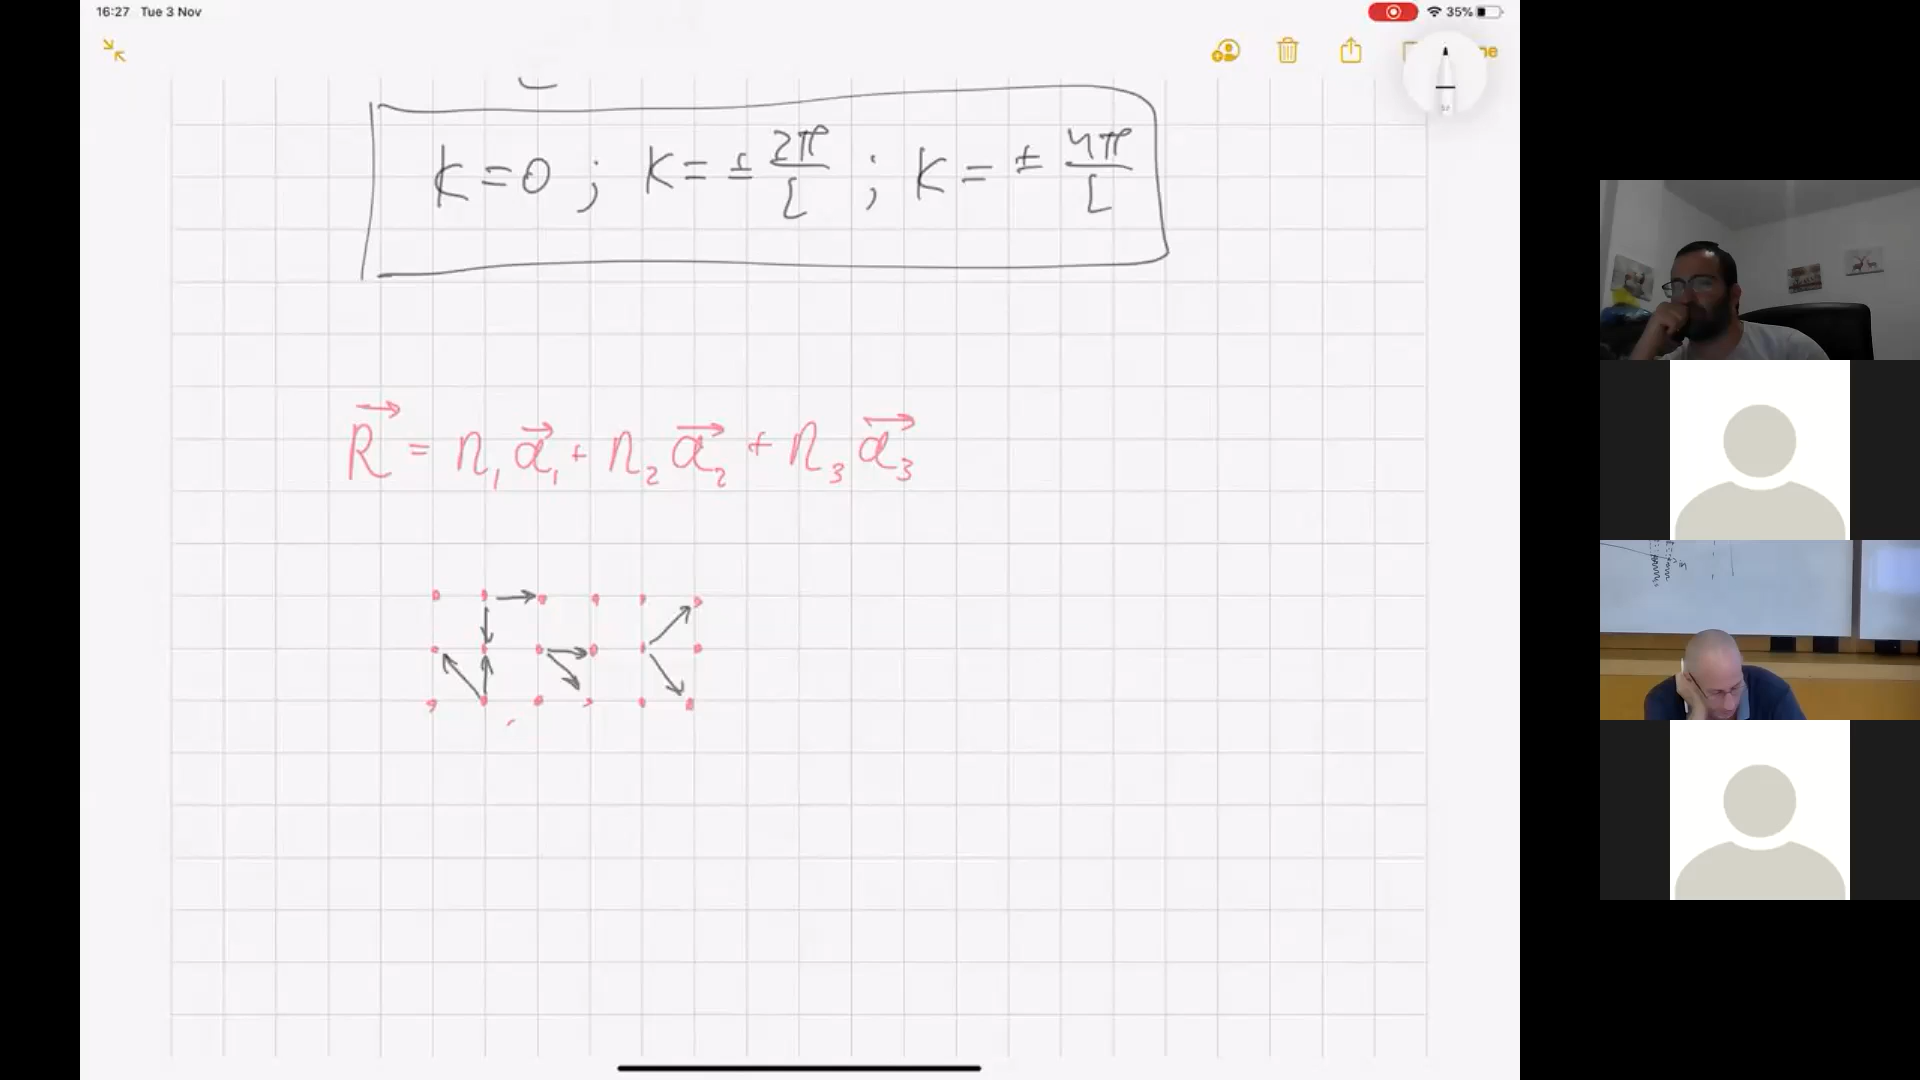 16:27 Tue 3 Nov 35%
K=0 ; K=± 2π/L ; K=± 4π/L
R⃗ = n₁a⃗₁ + n₂a⃗₂ + n₃a⃗₃